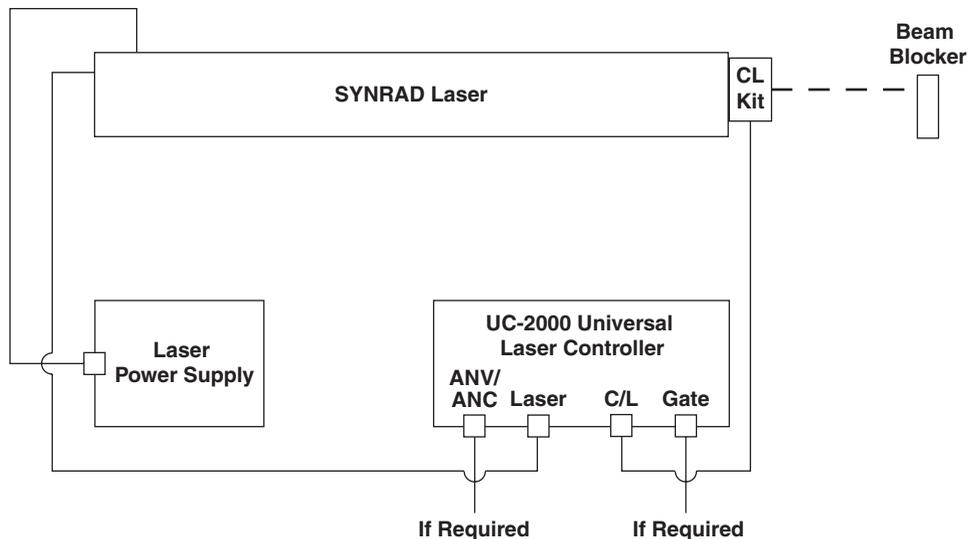 Beam
Blocker
SYNRAD Laser
CL
Kit
Laser
Power Supply
UC-2000 Universal
Laser Controller
ANV/
ANC
Laser
C/L
Gate
If Required
If Required